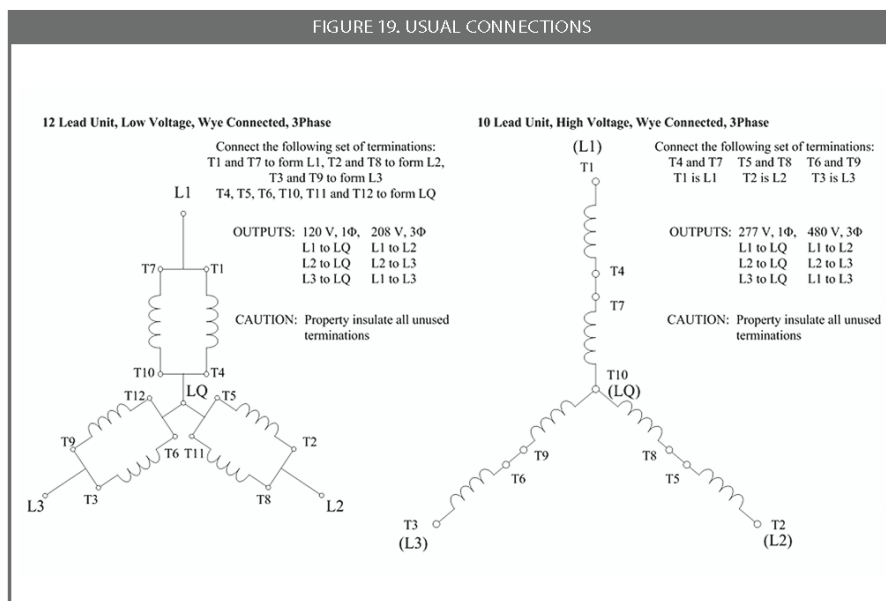 FIGURE 19. USUAL CONNECTIONS
12 Lead Unit, Low Voltage, Wye Connected, 3Phase
Connect the following set of terminations:
T1 and T7 to form L1, T2 and T8 to form L2,
T3 and T9 to form L3
T4, T5, T6, T10, T11 and T12 to form LQ
L1
OUTPUTS: 120 V, 1Φ, 208 V, 3Φ
L1 to LQ L1 to L2
L2 to LQ L2 to L3
L3 to LQ L1 to L3
T7 T1
CAUTION: Property insulate all unused
terminations
T10 T4
T12 LQ T5
T9 T6 T11 T2
T3 T8
L3 L2
10 Lead Unit, High Voltage, Wye Connected, 3Phase
(L1)
T1
Connect the following set of terminations:
T4 and T7 T5 and T8 T6 and T9
T1 is L1 T2 is L2 T3 is L3
OUTPUTS: 277 V, 1Φ, 480 V, 3Φ
L1 to LQ L1 to L2
L2 to LQ L2 to L3
L3 to LQ L1 to L3
T4
T7
CAUTION: Property insulate all unused
terminations
T10
(LQ)
T9 T8
T6 T5
T3 T2
(L3) (L2)